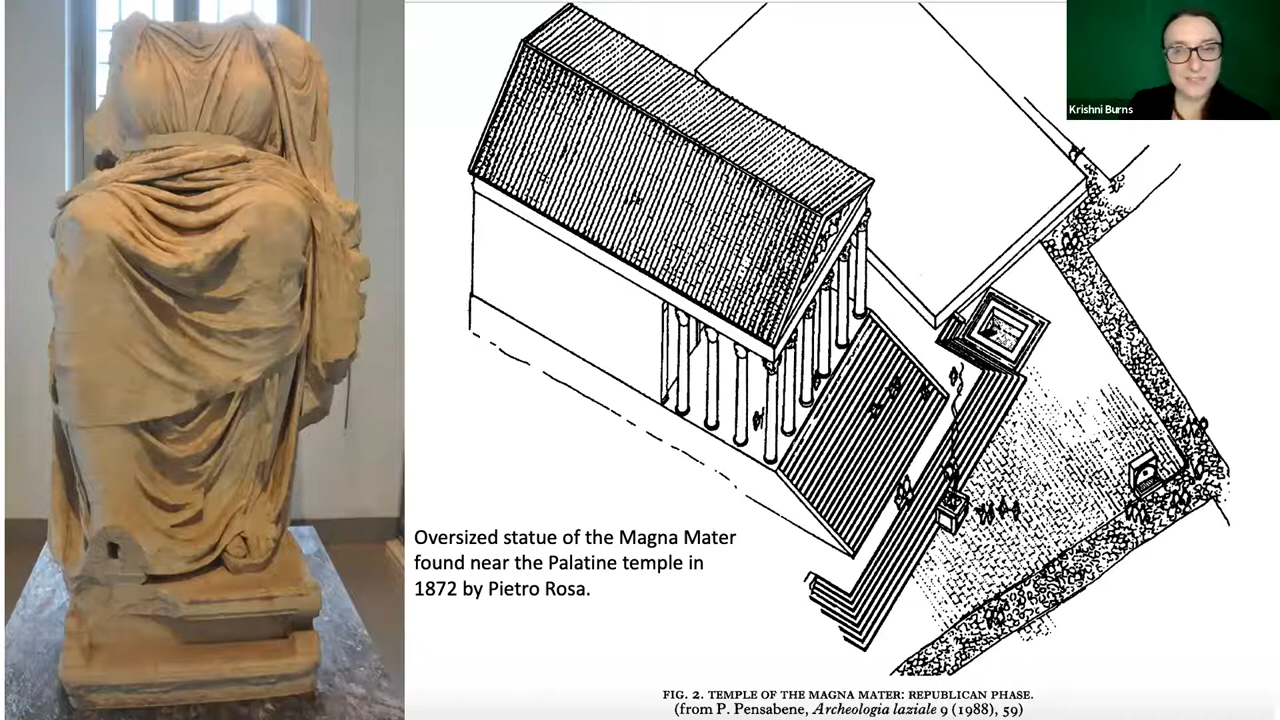 Krishni Burns
Oversized statue of the Magna Mater
found near the Palatine temple in
1872 by Pietro Rosa.
FIG. 2. TEMPLE OF THE MAGNA MATER: REPUBLICAN PHASE.
(from P. Pensabene, Archeologia laziale 9 (1988), 59)